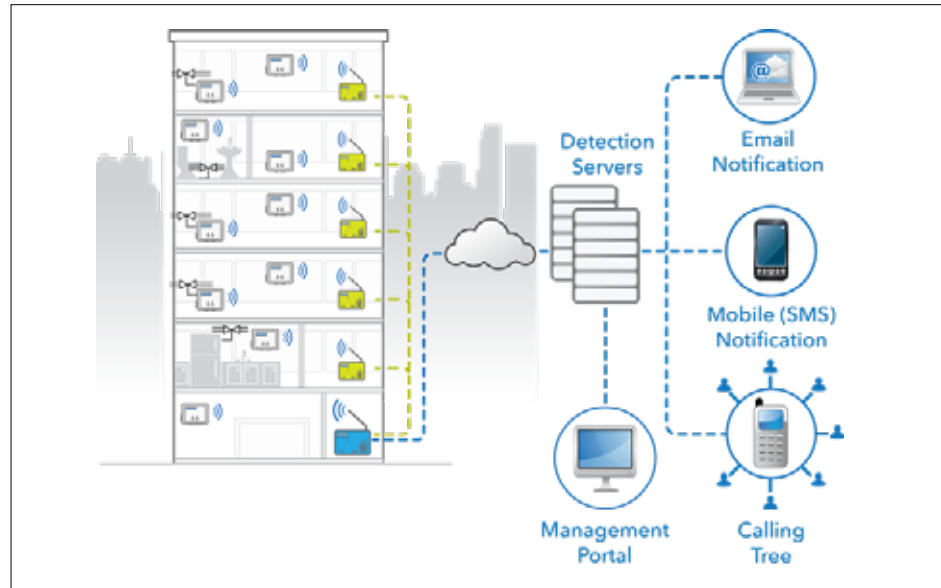 Detection
Servers
Email
Notification
Mobile (SMS)
Notification
Management
Portal
Calling
Tree
@